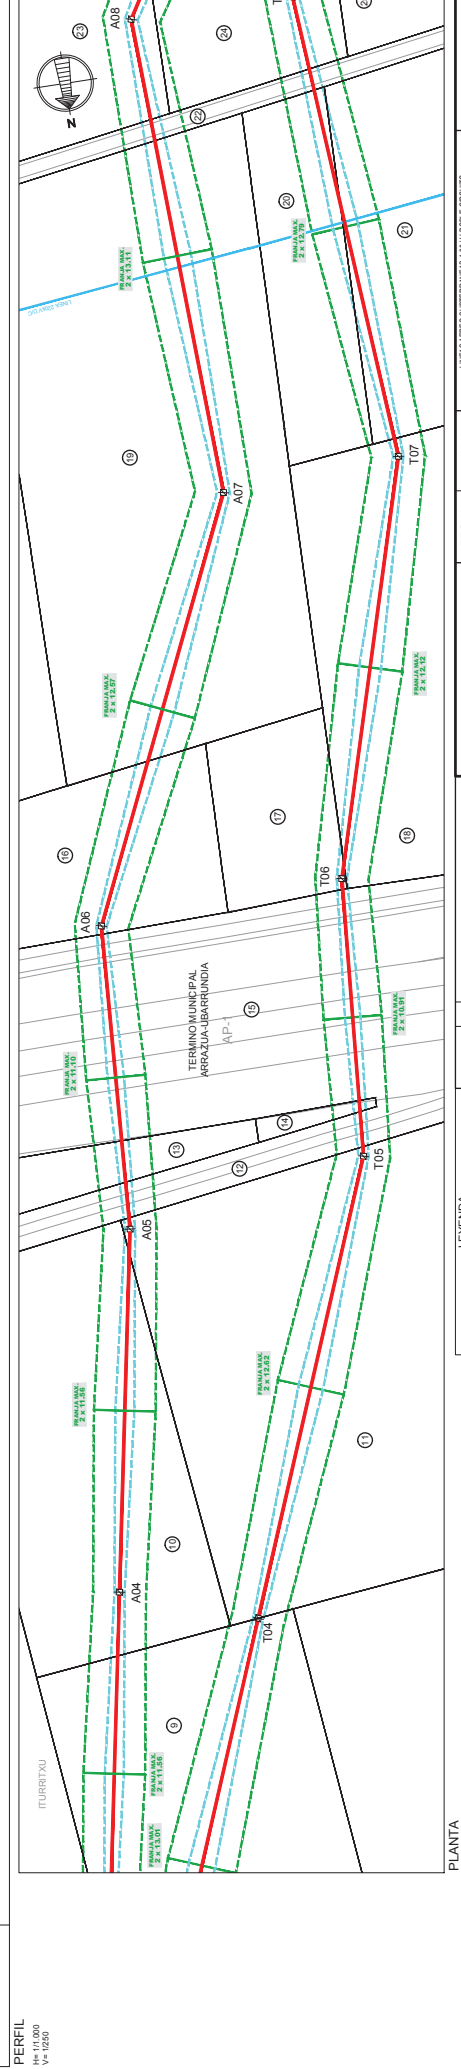 PERFIL
H= 1/1.000
V= 1/250
PLANTA
ITURRITXU
FRANJA MAX.
2 x 13.01
FRANJA MAX.
2 x 11.56
9
T04
A04
10
11
FRANJA MAX.
2 x 11.56
FRANJA MAX.
2 x 12.62
A05
T05
12
13
14
FRANJA MAX.
2 x 11.10
TERMINO MUNICIPAL
ARRAZUA-UBARRUNDIA
AP-1
15
FRANJA MAX.
2 x 10.91
A06
T06
16
17
18
FRANJA MAX.
2 x 12.57
FRANJA MAX.
2 x 12.12
A07
T07
19
20
21
FRANJA MAX.
2 x 13.11
FRANJA MAX.
2 x 12.79
22
23
24
A08
N
LEYENDA